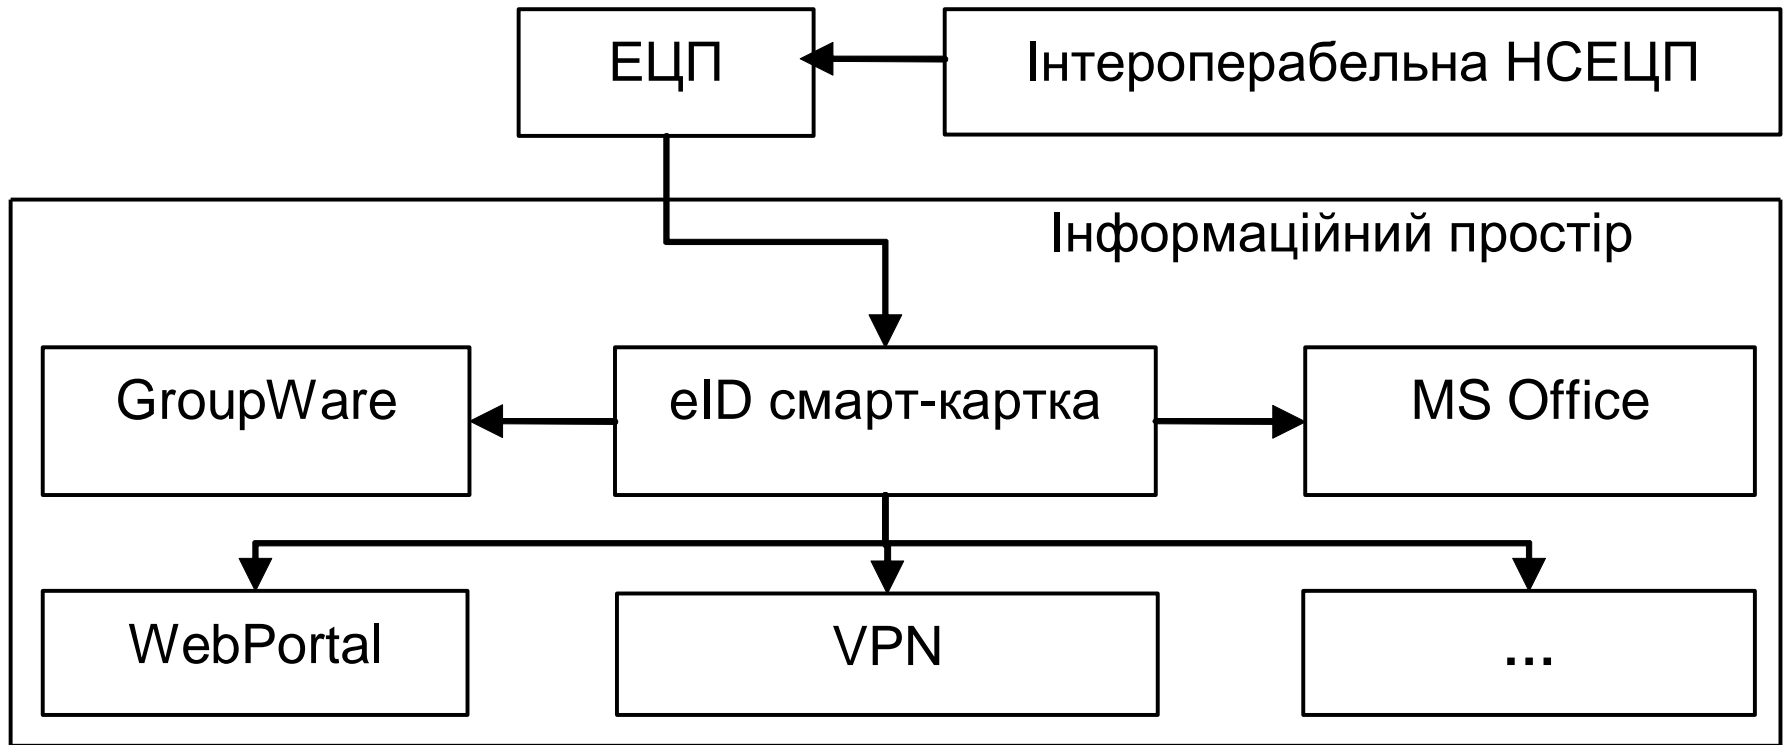 ЕЦП
Інтероперабельна НСЕЦП
Інформаційний простір
GroupWare
eID смарт-картка
MS Office
WebPortal
VPN
...